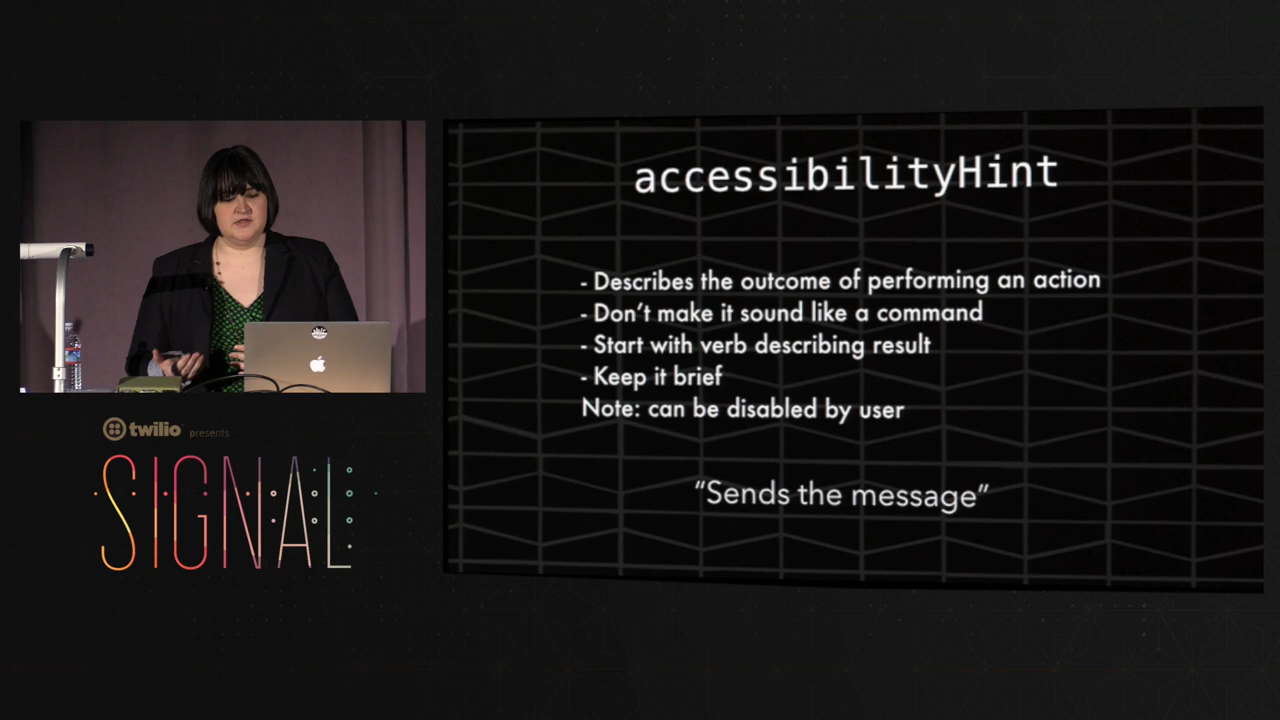 accessibilityHint
- Describes the outcome of performing an action
- Don't make it sound like a command
- Start with verb describing result
- Keep it brief
Note: can be disabled by user
“Sends the message”
twilio presents
SIGNAL